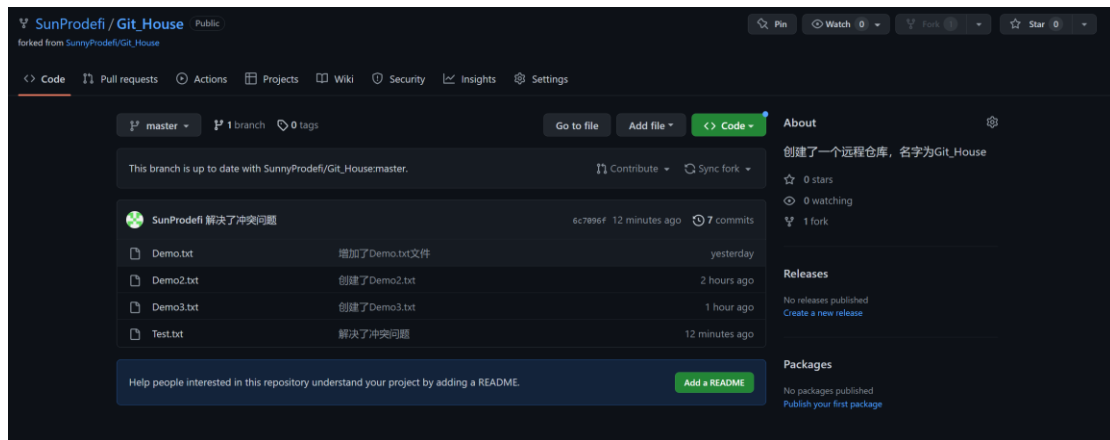 SunProdefi / Git_House Public
Pin
Watch 0
Fork 1
Star 0
forked from SunnyProdefi/Git_House
<> Code
Pull requests
Actions
Projects
Wiki
Security
Insights
Settings
master
1 branch
0 tags
Go to file
Add file
<> Code
This branch is up to date with SunnyProdefi/Git_House:master.
Contribute
Sync fork
SunProdefi 解决了冲突问题
6c7096f 12 minutes ago
7 commits
Demo.txt 增加了Demo.txt文件 yesterday
Demo2.txt 创建了Demo2.txt 2 hours ago
Demo3.txt 创建了Demo3.txt 1 hour ago
Test.txt 解决了冲突问题 12 minutes ago
Help people interested in this repository understand your project by adding a README.
Add a README
About
创建了一个远程仓库，名字为Git_House
0 stars
0 watching
1 fork
Releases
No releases published
Create a new release
Packages
No packages published
Publish your first package